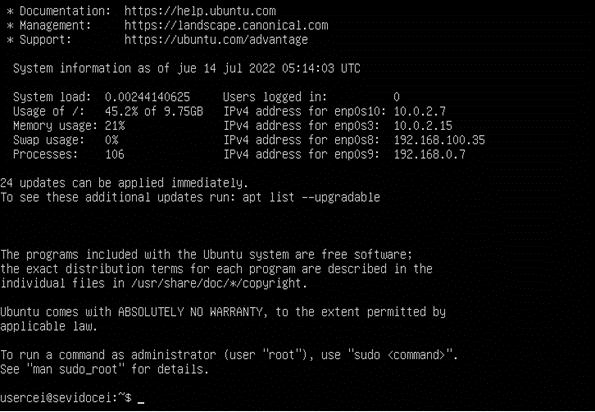 * Documentation:  https://help.ubuntu.com
* Management:     https://landscape.canonical.com
* Support:        https://ubuntu.com/advantage
System information as of jue 14 jul 2022 05:14:03 UTC
System load:  0.00244140625     Users logged in:         0
Usage of /:   45.2% of 9.75GB   IPv4 address for enp0s10: 10.0.2.7
Memory usage: 21%               IPv4 address for enp0s3:  10.0.2.15
Swap usage:   0%                IPv4 address for enp0s8:  192.168.100.35
Processes:    106               IPv4 address for enp0s9:  192.168.0.7
24 updates can be applied immediately.
To see these additional updates run: apt list --upgradable
The programs included with the Ubuntu system are free software;
the exact distribution terms for each program are described in the
individual files in /usr/share/doc/*/copyright.
Ubuntu comes with ABSOLUTELY NO WARRANTY, to the extent permitted by
applicable law.
To run a command as administrator (user "root"), use "sudo <command>".
See "man sudo_root" for details.
usercei@sevidocei:~$ _